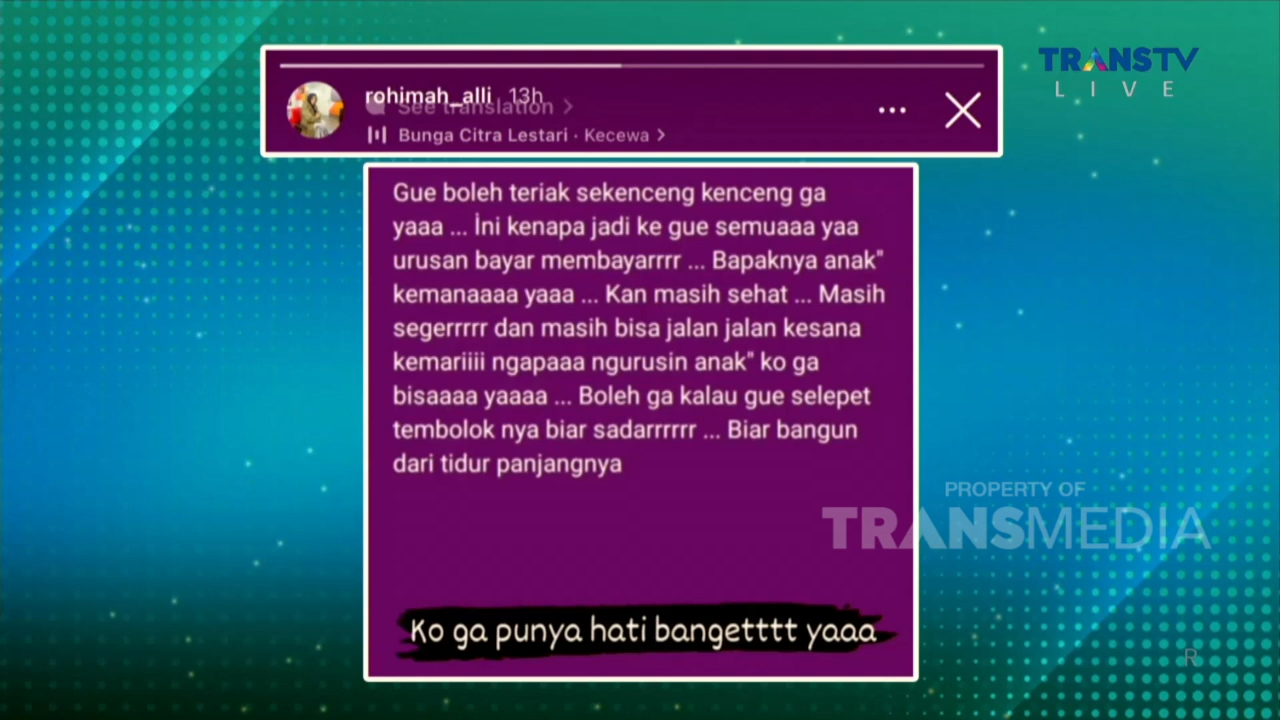 TRANSTV
LIVE
rohimah_alli 13h
See translation >
Bunga Citra Lestari · Kecewa >
Gue boleh teriak sekenceng kenceng ga
yaaa ... İni kenapa jadi ke gue semuaaa yaa
urusan bayar membayarrrr ... Bapaknya anak"
kemanaaaa yaaa ... Kan masih sehat ... Masih
segerrrrr dan masih bisa jalan jalan kesana
kemariiii ngapaaa ngurusin anak" ko ga
bisaaaa yaaaa ... Boleh ga kalau gue selepet
tembolok nya biar sadarrrrrr ... Biar bangun
dari tidur panjangnya
PROPERTY OF
TRANSMEDIA
Ko ga punya hati bangetttt yaaa
R